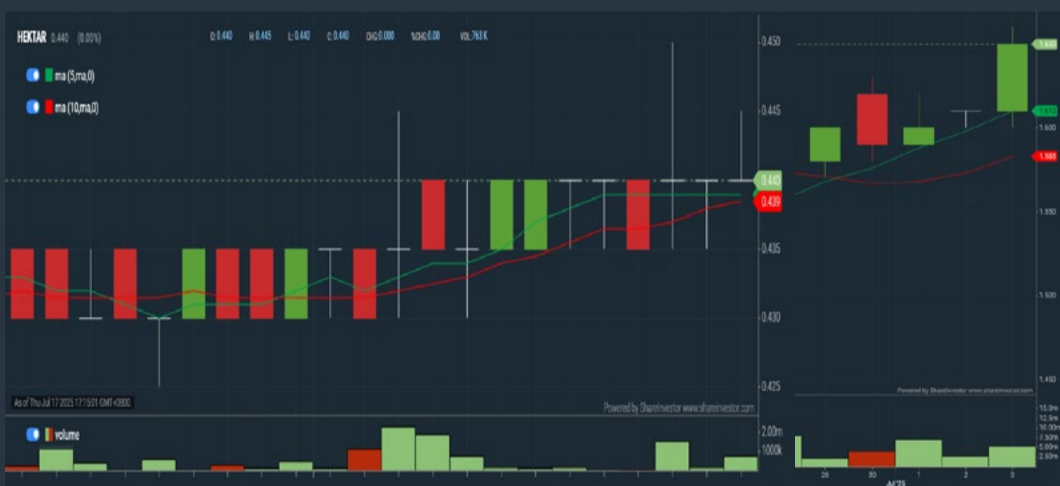 HEKTAR 0.440 (0.00%) O: 0.440 H: 0.445 L: 0.440 C: 0.440 CHG:0.000 %CHG:0.00 VOL:763 K
ma (5,ma,0)
ma (10,ma,0)
0.450
0.445
0.440
0.439
0.435
0.430
0.425
As of Thu Jul 17 2025 17:15:01 GMT+0800
Powered by ShareInvestor www.shareinvestor.com
volume
2.00m
1000k
1.600
1.500
1.450
Powered by ShareInvestor www.shareinvestor.com
15.0m
12.5m
10.00m
7.50m
5.00m
2.50m
30 1 2 3